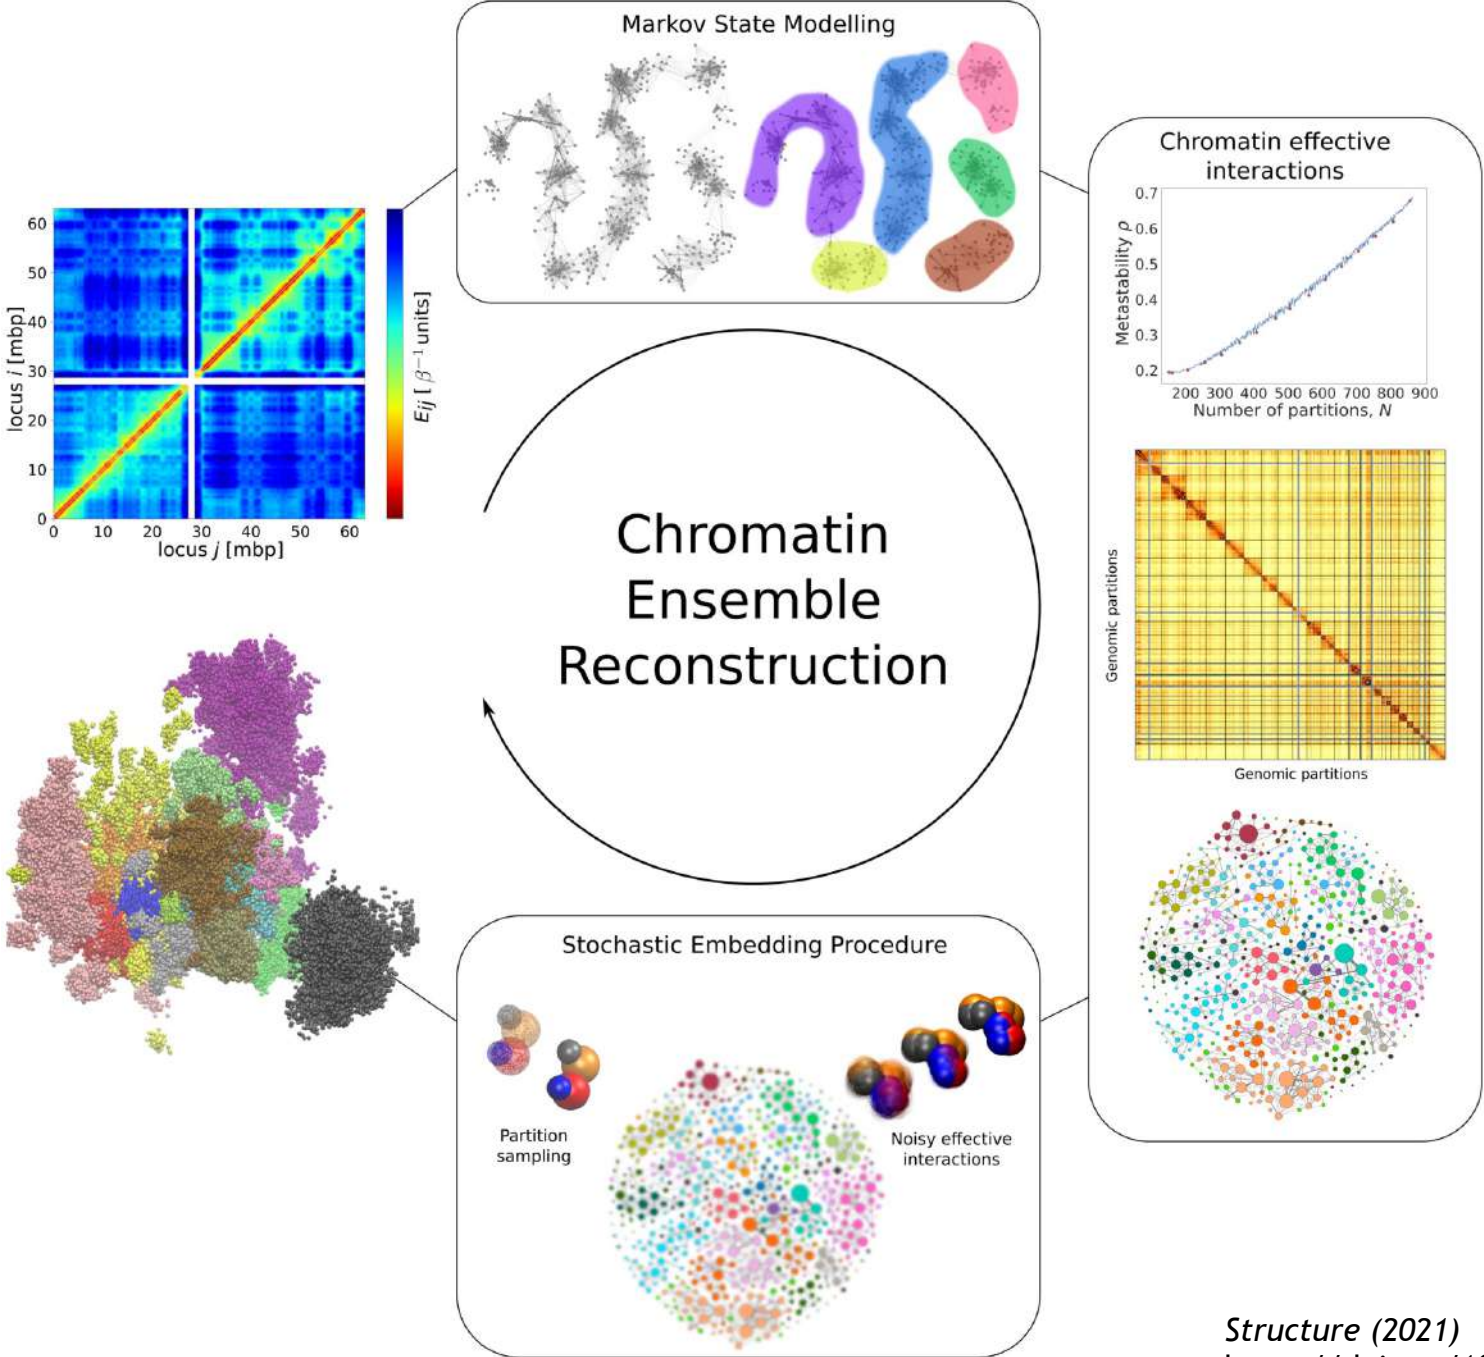 Markov State Modelling
Chromatin effective
interactions
0.7
0.6
0.5
0.4
0.3
0.2
Metastability ρ
200 300 400 500 600 700 800 900
Number of partitions, N
60
50
40
30
20
10
0
locus i [mbp]
0 10 20 30 40 50 60
locus j [mbp]
Eij [ β⁻¹ units]
Chromatin
Ensemble
Reconstruction
Genomic partitions
Genomic partitions
Stochastic Embedding Procedure
Partition
sampling
Noisy effective
interactions
Structure (2021)